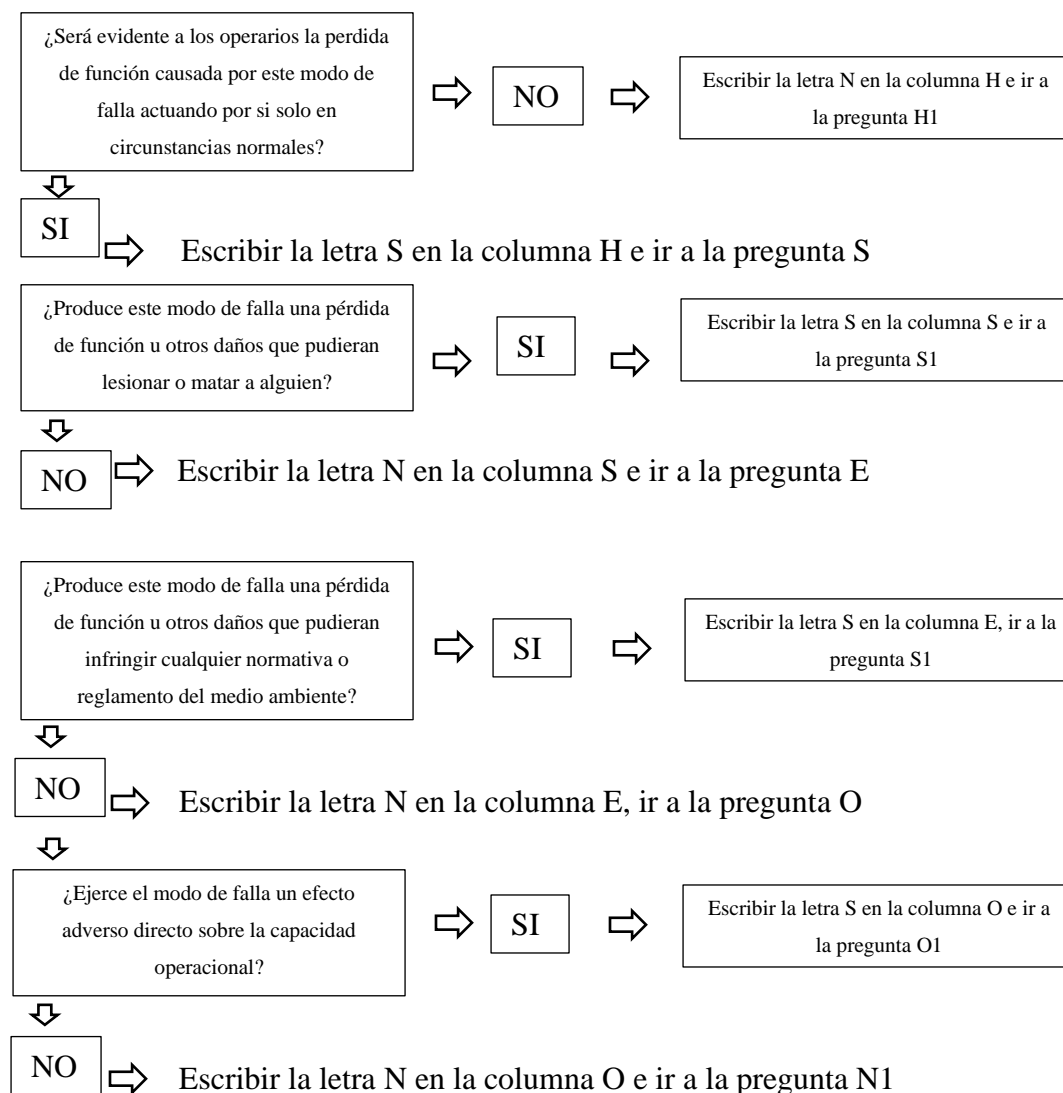 ¿Será evidente a los operarios la perdida
de función causada por este modo de
falla actuando por si solo en
circunstancias normales?
NO
Escribir la letra N en la columna H e ir a
la pregunta H1
SI
Escribir la letra S en la columna H e ir a la pregunta S
¿Produce este modo de falla una pérdida
de función u otros daños que pudieran
lesionar o matar a alguien?
SI
Escribir la letra S en la columna S e ir a
la pregunta S1
NO
Escribir la letra N en la columna S e ir a la pregunta E
¿Produce este modo de falla una pérdida
de función u otros daños que pudieran
infringir cualquier normativa o
reglamento del medio ambiente?
SI
Escribir la letra S en la columna E, ir a la
pregunta S1
NO
Escribir la letra N en la columna E, ir a la pregunta O
¿Ejerce el modo de falla un efecto
adverso directo sobre la capacidad
operacional?
SI
Escribir la letra S en la columna O e ir a
la pregunta O1
NO
Escribir la letra N en la columna O e ir a la pregunta N1